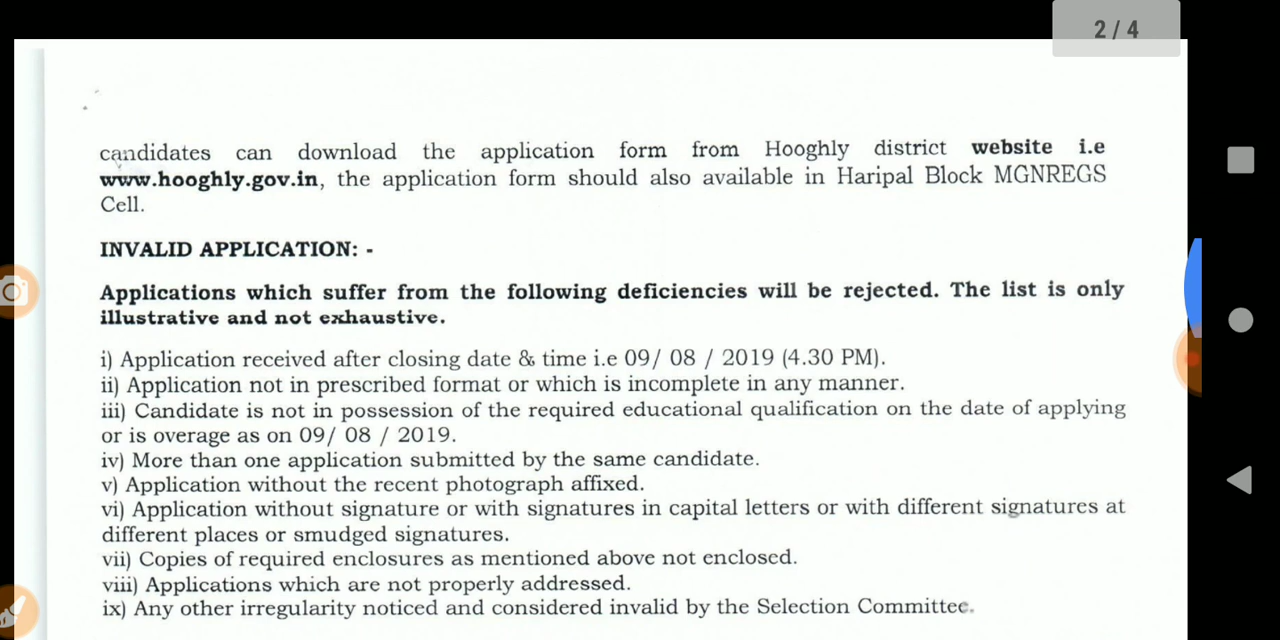 2 / 4
candidates can download the application form from Hooghly district website i.e
www.hooghly.gov.in, the application form should also available in Haripal Block MGNREGS
Cell.
INVALID APPLICATION: -
Applications which suffer from the following deficiencies will be rejected. The list is only
illustrative and not exhaustive.
i) Application received after closing date & time i.e 09/ 08 / 2019 (4.30 PM).
ii) Application not in prescribed format or which is incomplete in any manner.
iii) Candidate is not in possession of the required educational qualification on the date of applying
or is overage as on 09/ 08 / 2019.
iv) More than one application submitted by the same candidate.
v) Application without the recent photograph affixed.
vi) Application without signature or with signatures in capital letters or with different signatures at
different places or smudged signatures.
vii) Copies of required enclosures as mentioned above not enclosed.
viii) Applications which are not properly addressed.
ix) Any other irregularity noticed and considered invalid by the Selection Committee.